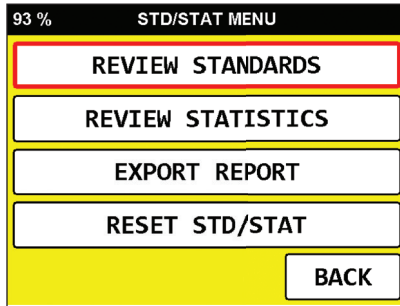 93 % STD/STAT MENU
REVIEW STANDARDS
REVIEW STATISTICS
EXPORT REPORT
RESET STD/STAT
BACK